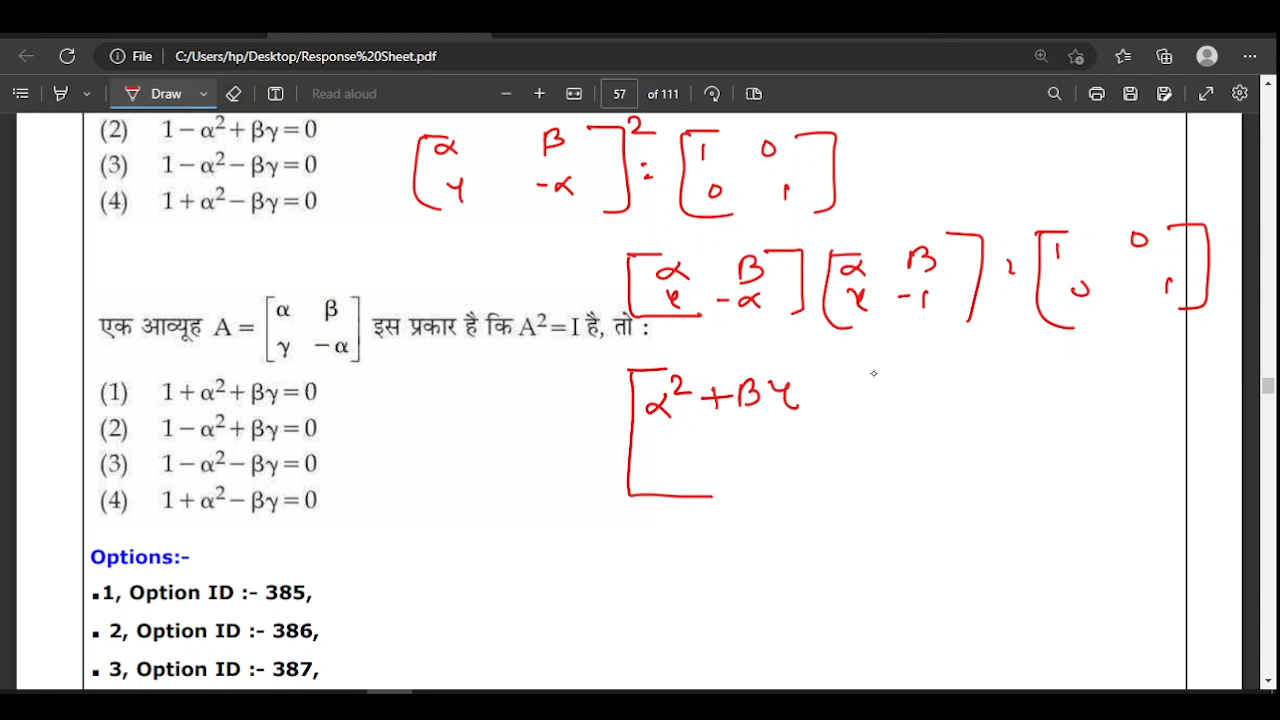 File C:/Users/hp/Desktop/Response%20Sheet.pdf
Draw Read aloud 57 of 111
(2) 1−α²+βγ=0
(3) 1−α²−βγ=0
(4) 1+α²−βγ=0
[α β
γ -α]² : [1 0
0 1]
[α β
γ -α] [α β
γ -1] : [1 0
0 1]
एक आव्यूह A = [α β
γ −α] इस प्रकार है कि A²=I है, तो :
[α² + βγ
(1) 1+α²+βγ=0
(2) 1−α²+βγ=0
(3) 1−α²−βγ=0
(4) 1+α²−βγ=0
Options:-
▪1, Option ID :- 385,
▪ 2, Option ID :- 386,
▪ 3, Option ID :- 387,